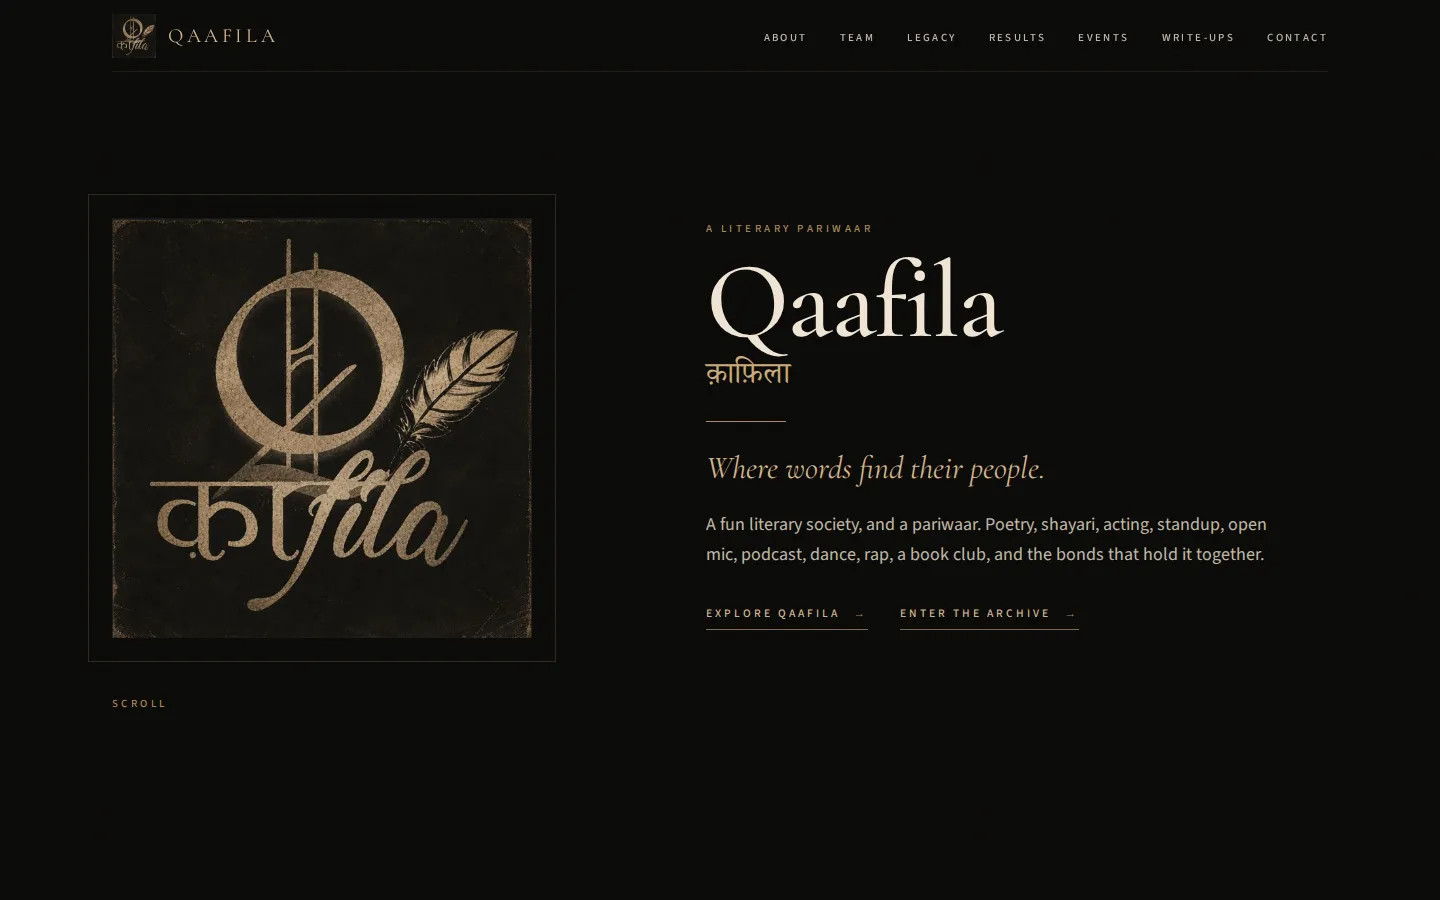 क़ाfila QAAFILA
ABOUT TEAM LEGACY RESULTS EVENTS WRITE-UPS CONTACT
Q
क़ाfila
A LITERARY PARIWAAR
Qaafila
क़ाफ़िला
Where words find their people.
A fun literary society, and a pariwaar. Poetry, shayari, acting, standup, open
mic, podcast, dance, rap, a book club, and the bonds that hold it together.
EXPLORE QAAFILA → ENTER THE ARCHIVE →
SCROLL